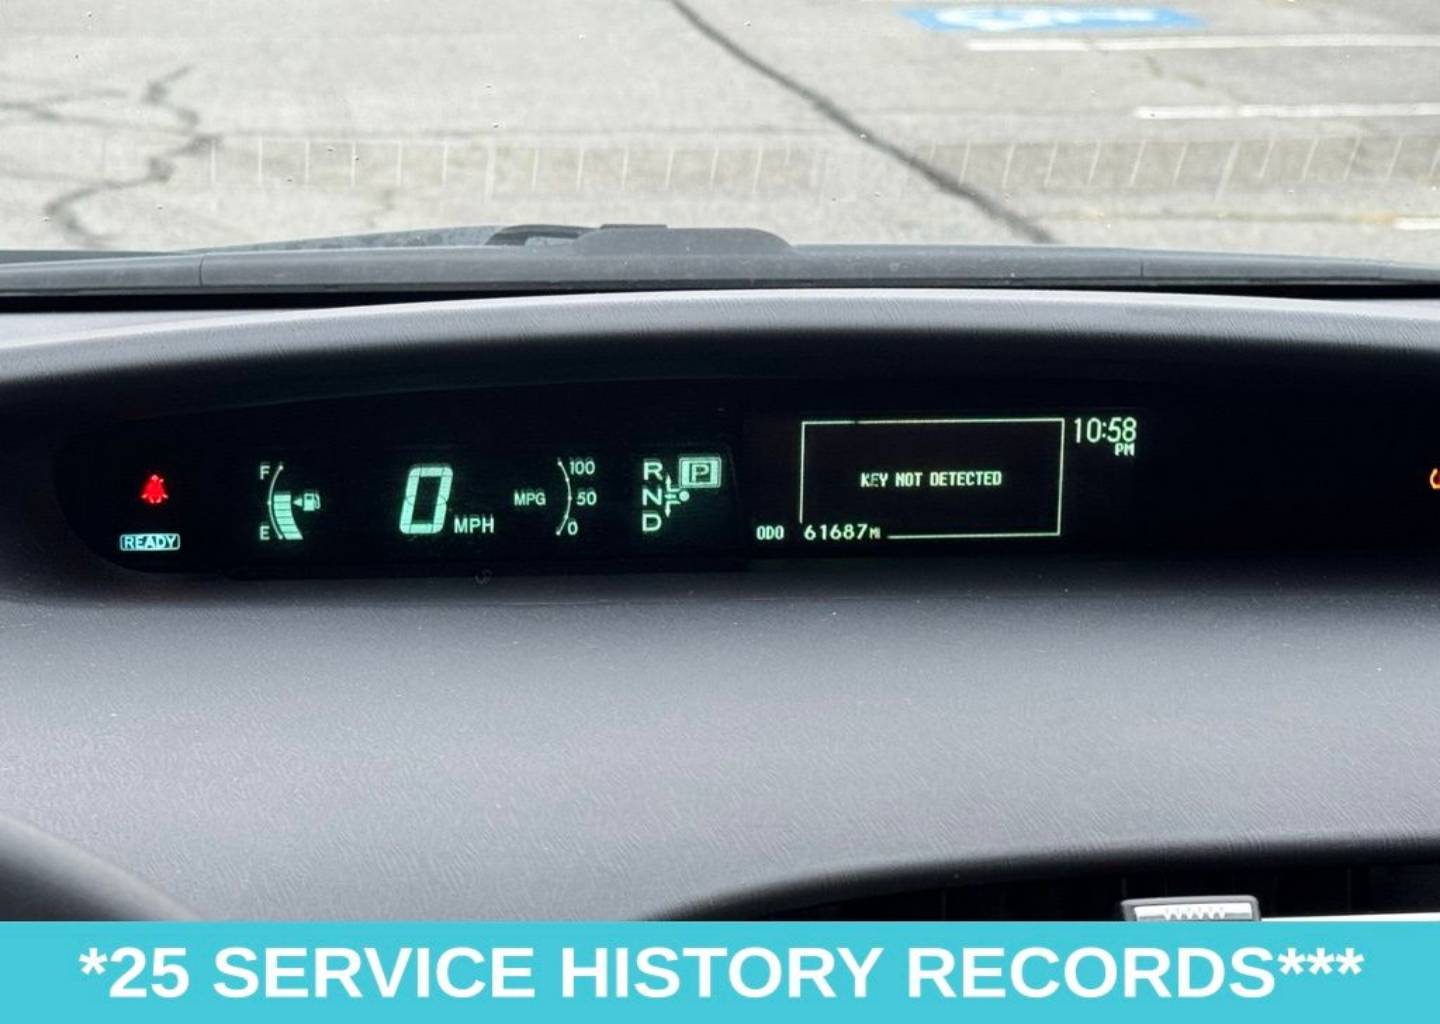 F
E
READY
0 MPH
MPG
100
50
0
R
P
N
D
KEY NOT DETECTED
10:58
PM
ODO 61687 MI
*25 SERVICE HISTORY RECORDS***